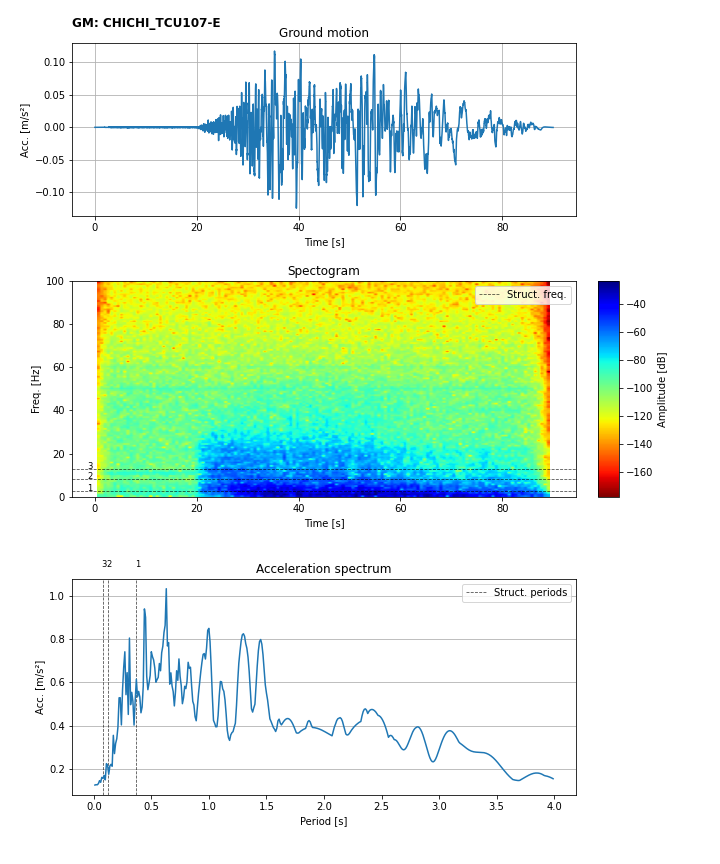 GM: CHICHI_TCU107-E
Ground motion
Acc. [m/s²]
0.10
0.05
0.00
−0.05
−0.10
0 20 40 60 80
Time [s]
Spectogram
Freq. [Hz]
100
80
60
40
20
0
Struct. freq.
3
2
1
0 20 40 60 80
Time [s]
−40
−60
−80
−100
−120
−140
−160
Amplitude [dB]
32 1
Acceleration spectrum
Acc. [m/s²]
1.0
0.8
0.6
0.4
0.2
Struct. periods
0.0 0.5 1.0 1.5 2.0 2.5 3.0 3.5 4.0
Period [s]